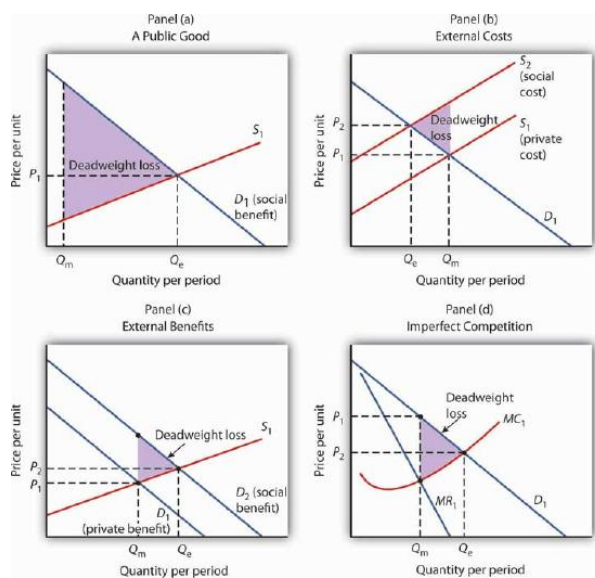 Panel (a)
A Public Good
Price per unit
P1
Deadweight loss
S1
D1 (social
benefit)
Qm
Qe
Quantity per period
Panel (b)
External Costs
Price per unit
P2
P1
Deadweight
loss
S2
(social
cost)
S1
(private
cost)
D1
Qe
Qm
Quantity per period
Panel (c)
External Benefits
Price per unit
P2
P1
Deadweight loss
S1
D2 (social
benefit)
D1
(private benefit)
Qm
Qe
Quantity per period
Panel (d)
Imperfect Competition
Price per unit
P1
P2
Deadweight
loss
MC1
MR1
D1
Qm
Qe
Quantity per period